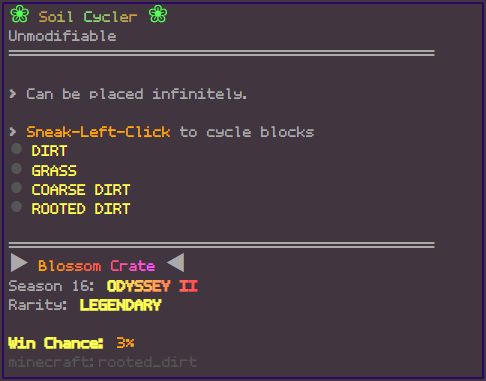 ❀ Soil Cycler ❀
Unmodifiable
> Can be placed infinitely.
> Sneak-Left-Click to cycle blocks
● DIRT
● GRASS
● COARSE DIRT
● ROOTED DIRT
▶ Blossom Crate ◀
Season 16: ODYSSEY II
Rarity: LEGENDARY
Win Chance: 3%
minecraft:rooted_dirt